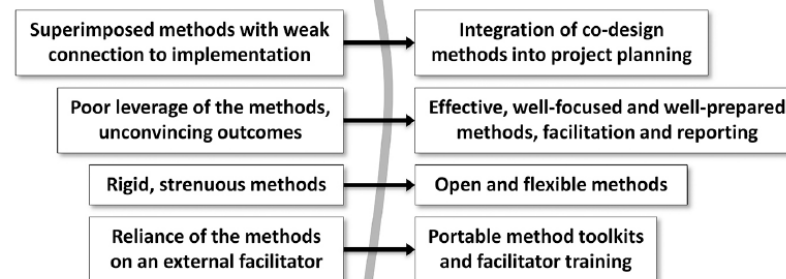 Superimposed methods with weak
connection to implementation
Integration of co-design
methods into project planning
Poor leverage of the methods,
unconvincing outcomes
Effective, well-focused and well-prepared
methods, facilitation and reporting
Rigid, strenuous methods
Open and flexible methods
Reliance of the methods
on an external facilitator
Portable method toolkits
and facilitator training